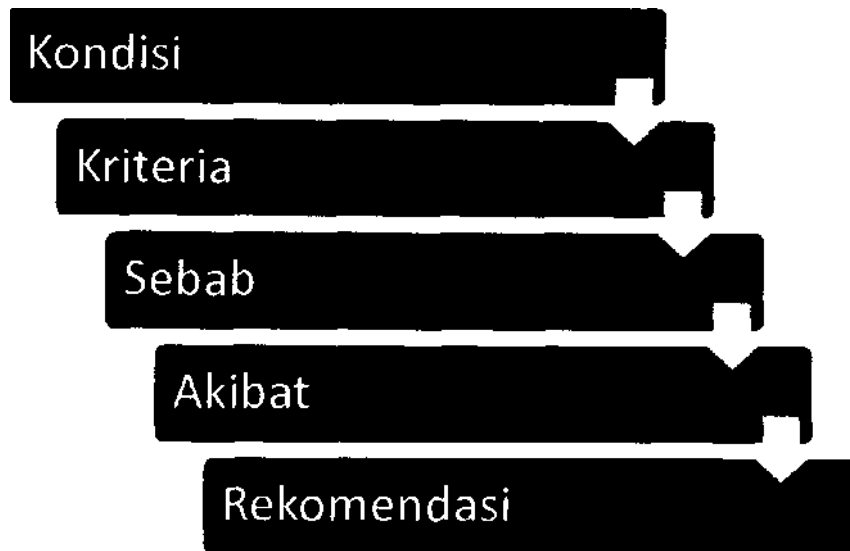 Kondisi
Kriteria
Sebab
Akibat
Rekomendasi